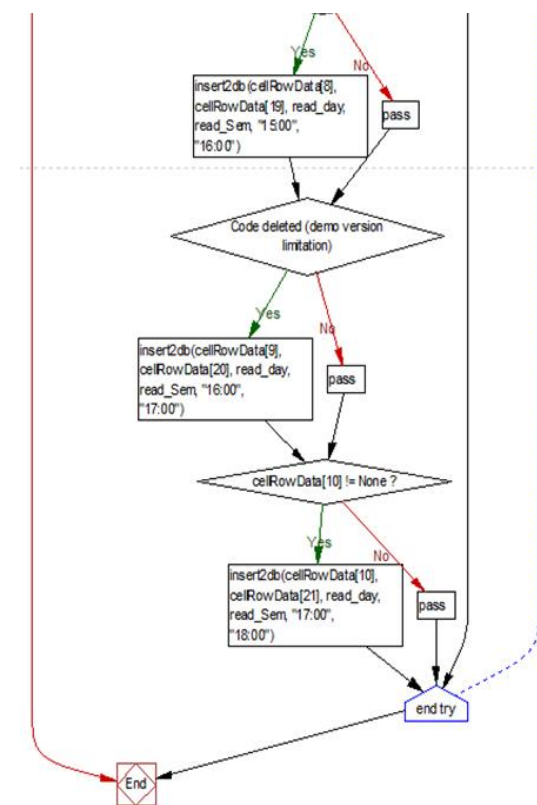 Yes
No
insert2db(cellRowData[8],
cellRowData[19], read_day,
read_Sem, "15:00",
"16:00")
pass
Code deleted (demo version
limitation)
Yes
No
insert2db(cellRowData[9],
cellRowData[20], read_day,
read_Sem, "16:00",
"17:00")
pass
cellRowData[10] != None ?
Yes
No
insert2db(cellRowData[10],
cellRowData[21], read_day,
read_Sem, "17:00",
"18:00")
pass
end try
End